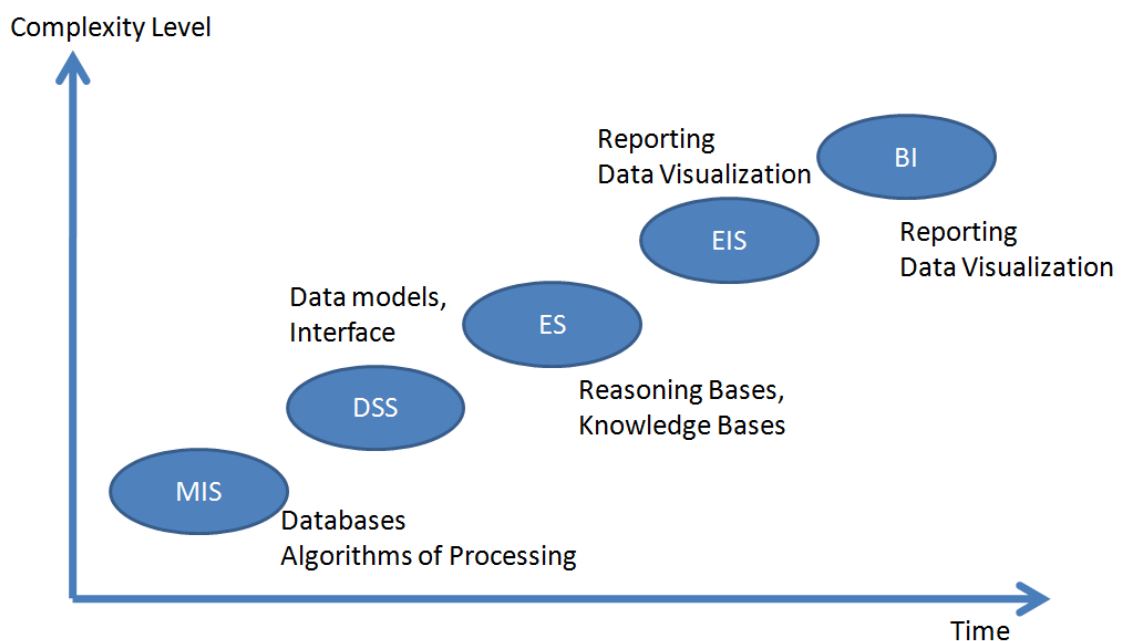 Complexity Level
Reporting
Data Visualization
BI
EIS
Reporting
Data Visualization
Data models,
Interface
ES
DSS
Reasoning Bases,
Knowledge Bases
MIS
Databases
Algorithms of Processing
Time